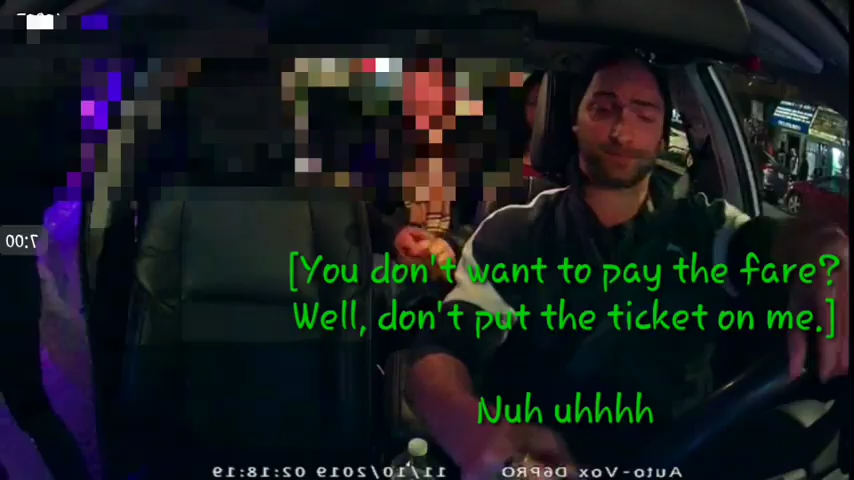 7:00
[You don't want to pay the fare?
Well, don't put the ticket on me.]
Nuh uhhhh
Auto-Vox D6PRO 11/10/2019 02:18:19